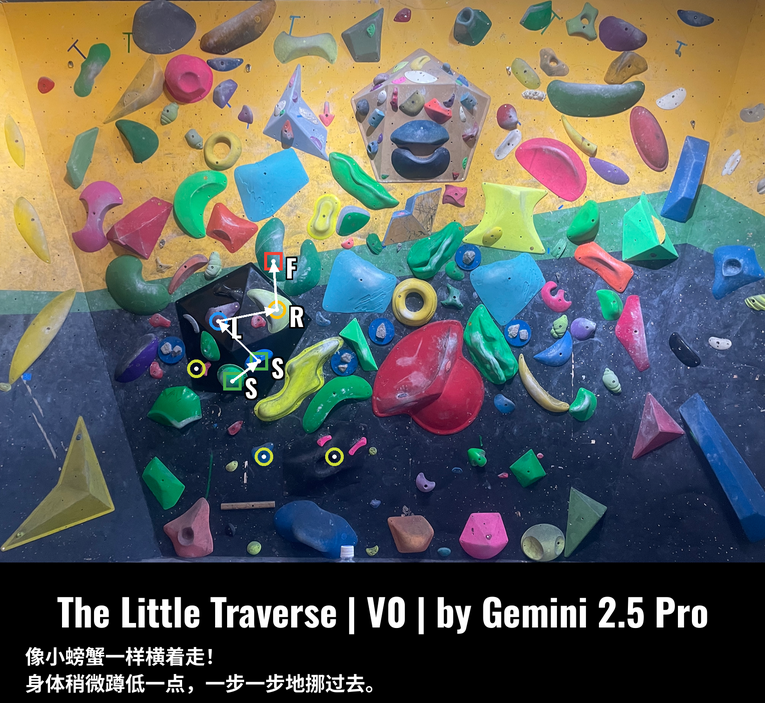 F
R
L
S
S
The Little Traverse | V0 | by Gemini 2.5 Pro
像小螃蟹一样横着走！
身体稍微蹲低一点，一步一步地挪过去。